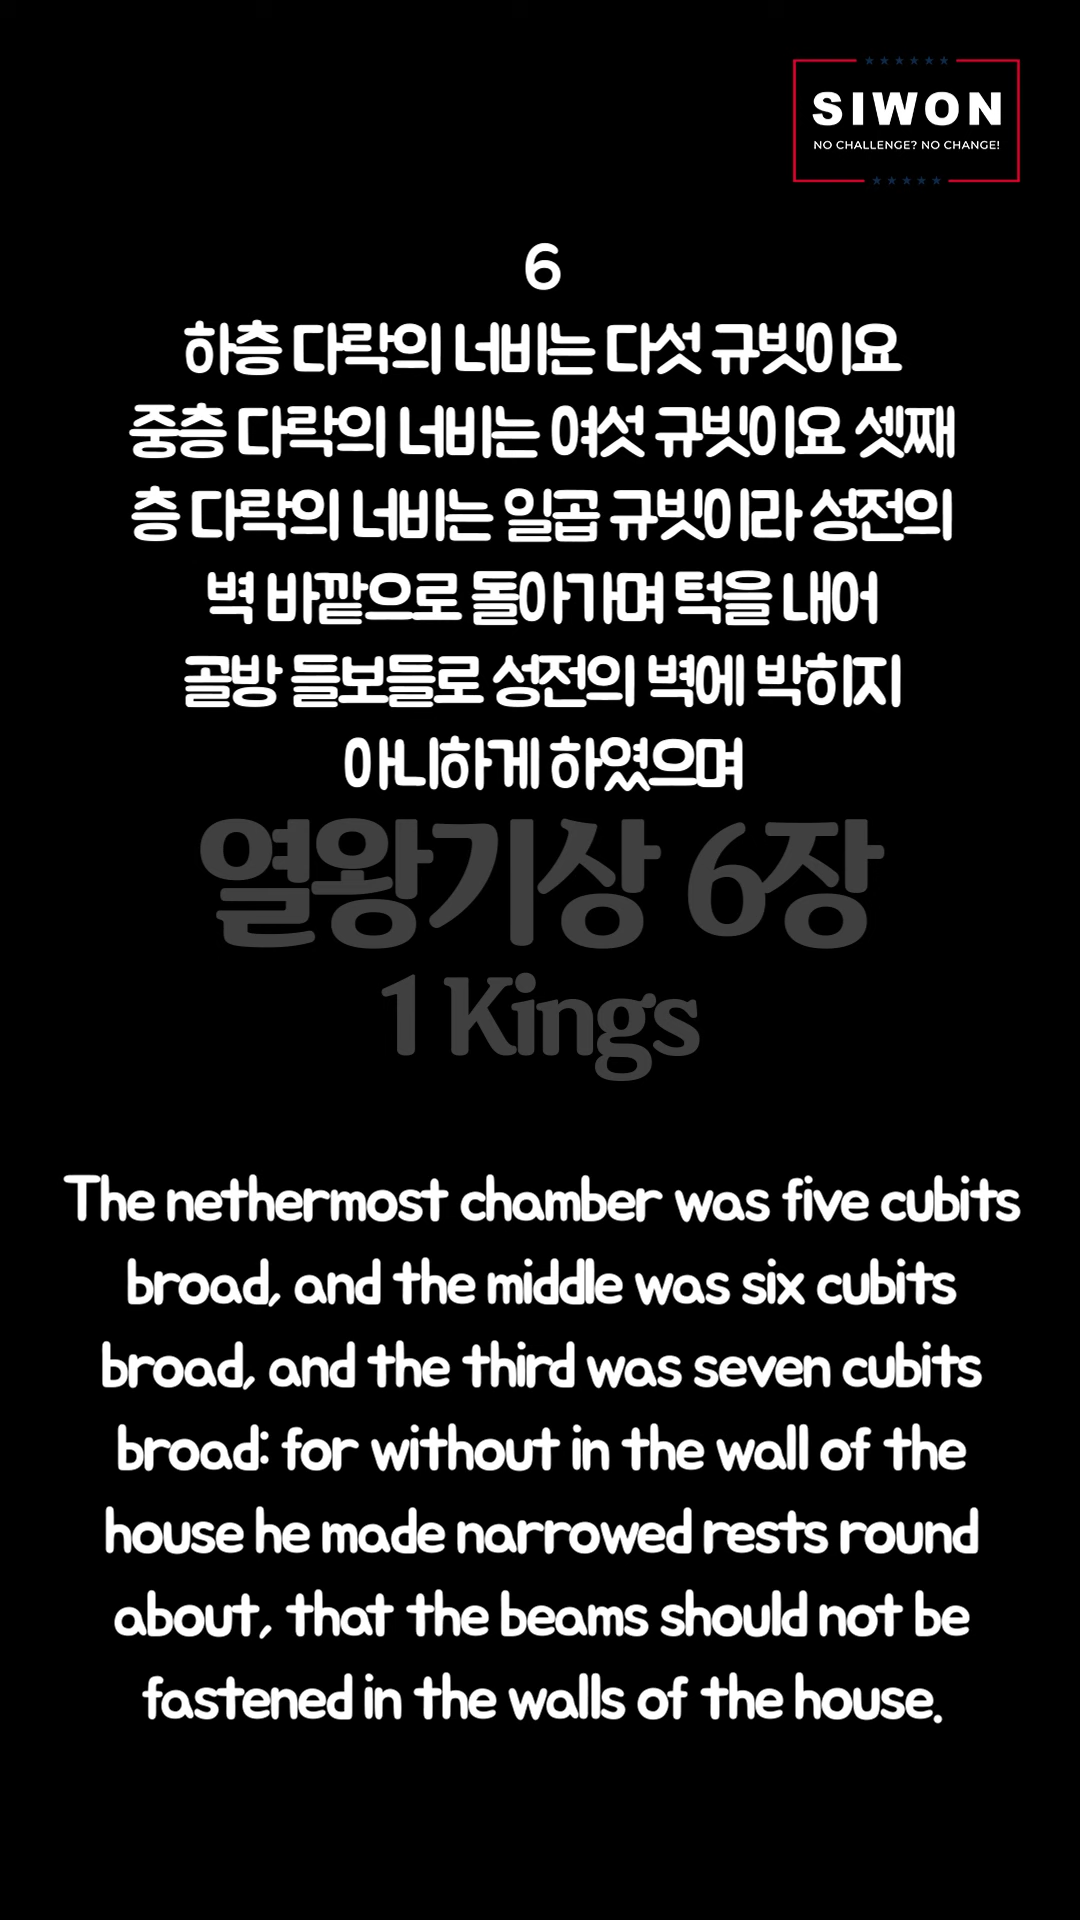 SIWON
NO CHALLENGE? NO CHANGE!
6
하층 다락의 너비는 다섯 규빗이요
중층 다락의 너비는 여섯 규빗이요 셋째
층 다락의 너비는 일곱 규빗이라 성전의
벽 바깥으로 돌아가며 턱을 내어
골방 들보들로 성전의 벽에 박히지
아니하게 하였으며
열왕기상 6장
1 Kings
The nethermost chamber was five cubits
broad, and the middle was six cubits
broad, and the third was seven cubits
broad: for without in the wall of the
house he made narrowed rests round
about, that the beams should not be
fastened in the walls of the house.